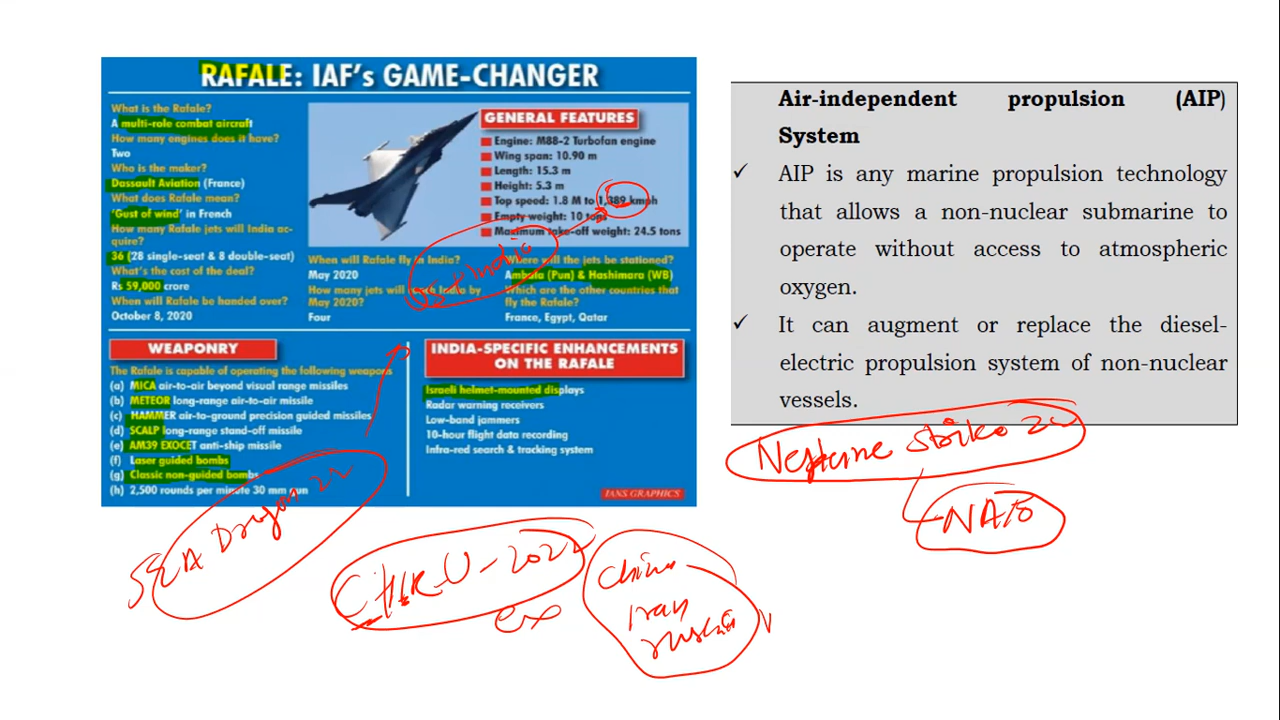 RAFALE: IAF's GAME-CHANGER
What is the Rafale?
A multi-role combat aircraft
How many engines does it have?
Two
Who is the maker?
Dassault Aviation (France)
What does Rafale mean?
'Gust of wind' in French
How many Rafale jets will India ac-
quire?
36 (28 single-seat & 8 double-seat)
What's the cost of the deal?
Rs 59,000 crore
When will Rafale be handed over?
October 8, 2020
GENERAL FEATURES
Engine: M88-2 Turbofan engine
Wing span: 10.90 m
Length: 15.3 m
Height: 5.3 m
Top speed: 1.8 M to 1,389 kmph
Empty weight: 10 tons
Maximum take-off weight: 24.5 tons
When will Rafale fly in India?
May 2020
How many jets will reach India by
May 2020?
Four
Where will the jets be stationed?
Ambala (Pun) & Hashimara (WB)
Which are the other countries that
fly the Rafale?
France, Egypt, Qatar
WEAPONRY
The Rafale is capable of operating the following weapons
(a) MICA air-to-air beyond visual range missiles
(b) METEOR long-range air-to-air missile
(c) HAMMER air-to-ground precision guided missiles
(d) SCALP long-range stand-off missile
(e) AM39 EXOCET anti-ship missile
(f) Laser guided bombs
(g) Classic non-guided bombs
(h) 2,500 rounds per minute 30 mm gun
INDIA-SPECIFIC ENHANCEMENTS
ON THE RAFALE
Israeli helmet-mounted displays
Radar warning receivers
Low-band jammers
10-hour flight data recording
Infra-red search & tracking system
IANS GRAPHICS
Air-independent propulsion (AIP)
System
✓ AIP is any marine propulsion technology
that allows a non-nuclear submarine to
operate without access to atmospheric
oxygen.
✓ It can augment or replace the diesel-
electric propulsion system of non-nuclear
vessels.
US + India
SEA Dragon 22
CHIRU-2022
ex
China
Iran
russia
Neptune strike 22
NATO